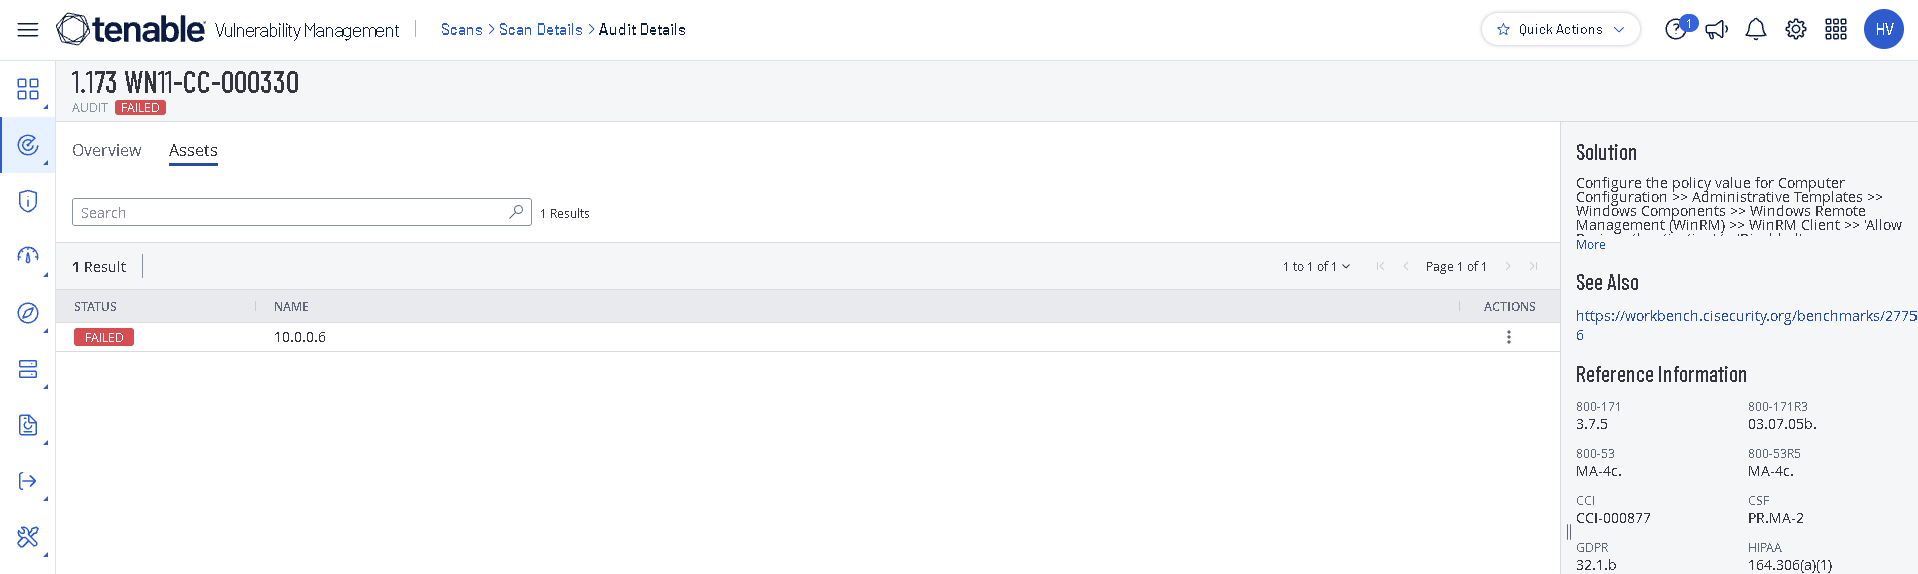 tenable Vulnerability Management Scans > Scan Details > Audit Details Quick Actions 1 HV
1.173 WN11-CC-000330
AUDIT FAILED
Overview Assets
Search 1 Results
1 Result 1 to 1 of 1 Page 1 of 1
STATUS NAME ACTIONS
FAILED 10.0.0.6
Solution
Configure the policy value for Computer
Configuration >> Administrative Templates >>
Windows Components >> Windows Remote
Management (WinRM) >> WinRM Client >> 'Allow
More
See Also
https://workbench.cisecurity.org/benchmarks/2775
6
Reference Information
800-171 800-171R3
3.7.5 03.07.05b.
800-53 800-53R5
MA-4c. MA-4c.
CCI CSF
CCI-000877 PR.MA-2
GDPR HIPAA
32.1.b 164.306(a)(1)